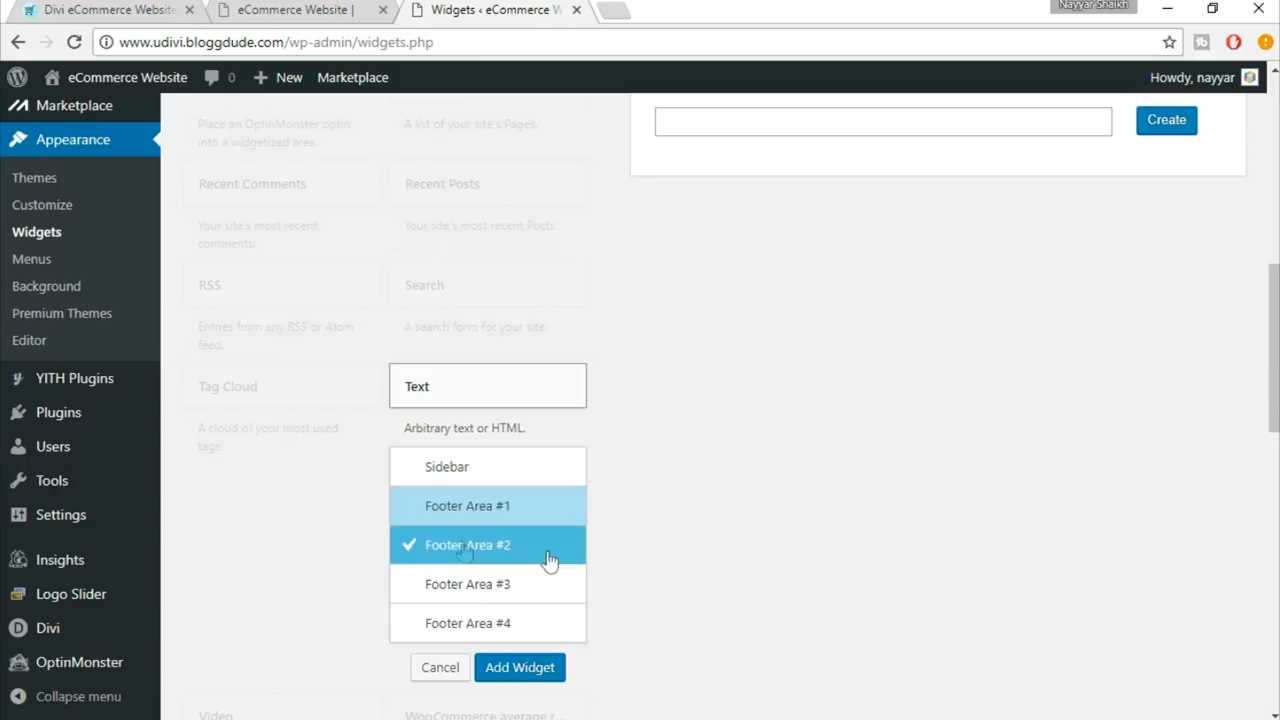 Divi eCommerce Website
eCommerce Website |
Widgets ‹ eCommerce W
Nayyar Shaikh
www.udivi.bloggdude.com/wp-admin/widgets.php
eCommerce Website
0
New
Marketplace
Howdy, nayyar
Marketplace
Appearance
Themes
Customize
Widgets
Menus
Background
Premium Themes
Editor
YITH Plugins
Plugins
Users
Tools
Settings
Insights
Logo Slider
Divi
OptinMonster
Collapse menu
Place an OptinMonster optin
into a widgetized area.
A list of your site's Pages.
Recent Comments
Recent Posts
Your site's most recent
comments.
Your site's most recent Posts.
RSS
Search
Entries from any RSS or Atom
feed.
A search form for your site.
Tag Cloud
Text
A cloud of your most used
tags.
Arbitrary text or HTML.
Sidebar
Footer Area #1
Footer Area #2
Footer Area #3
Footer Area #4
Cancel
Add Widget
Video
WooCommerce average r...
Create